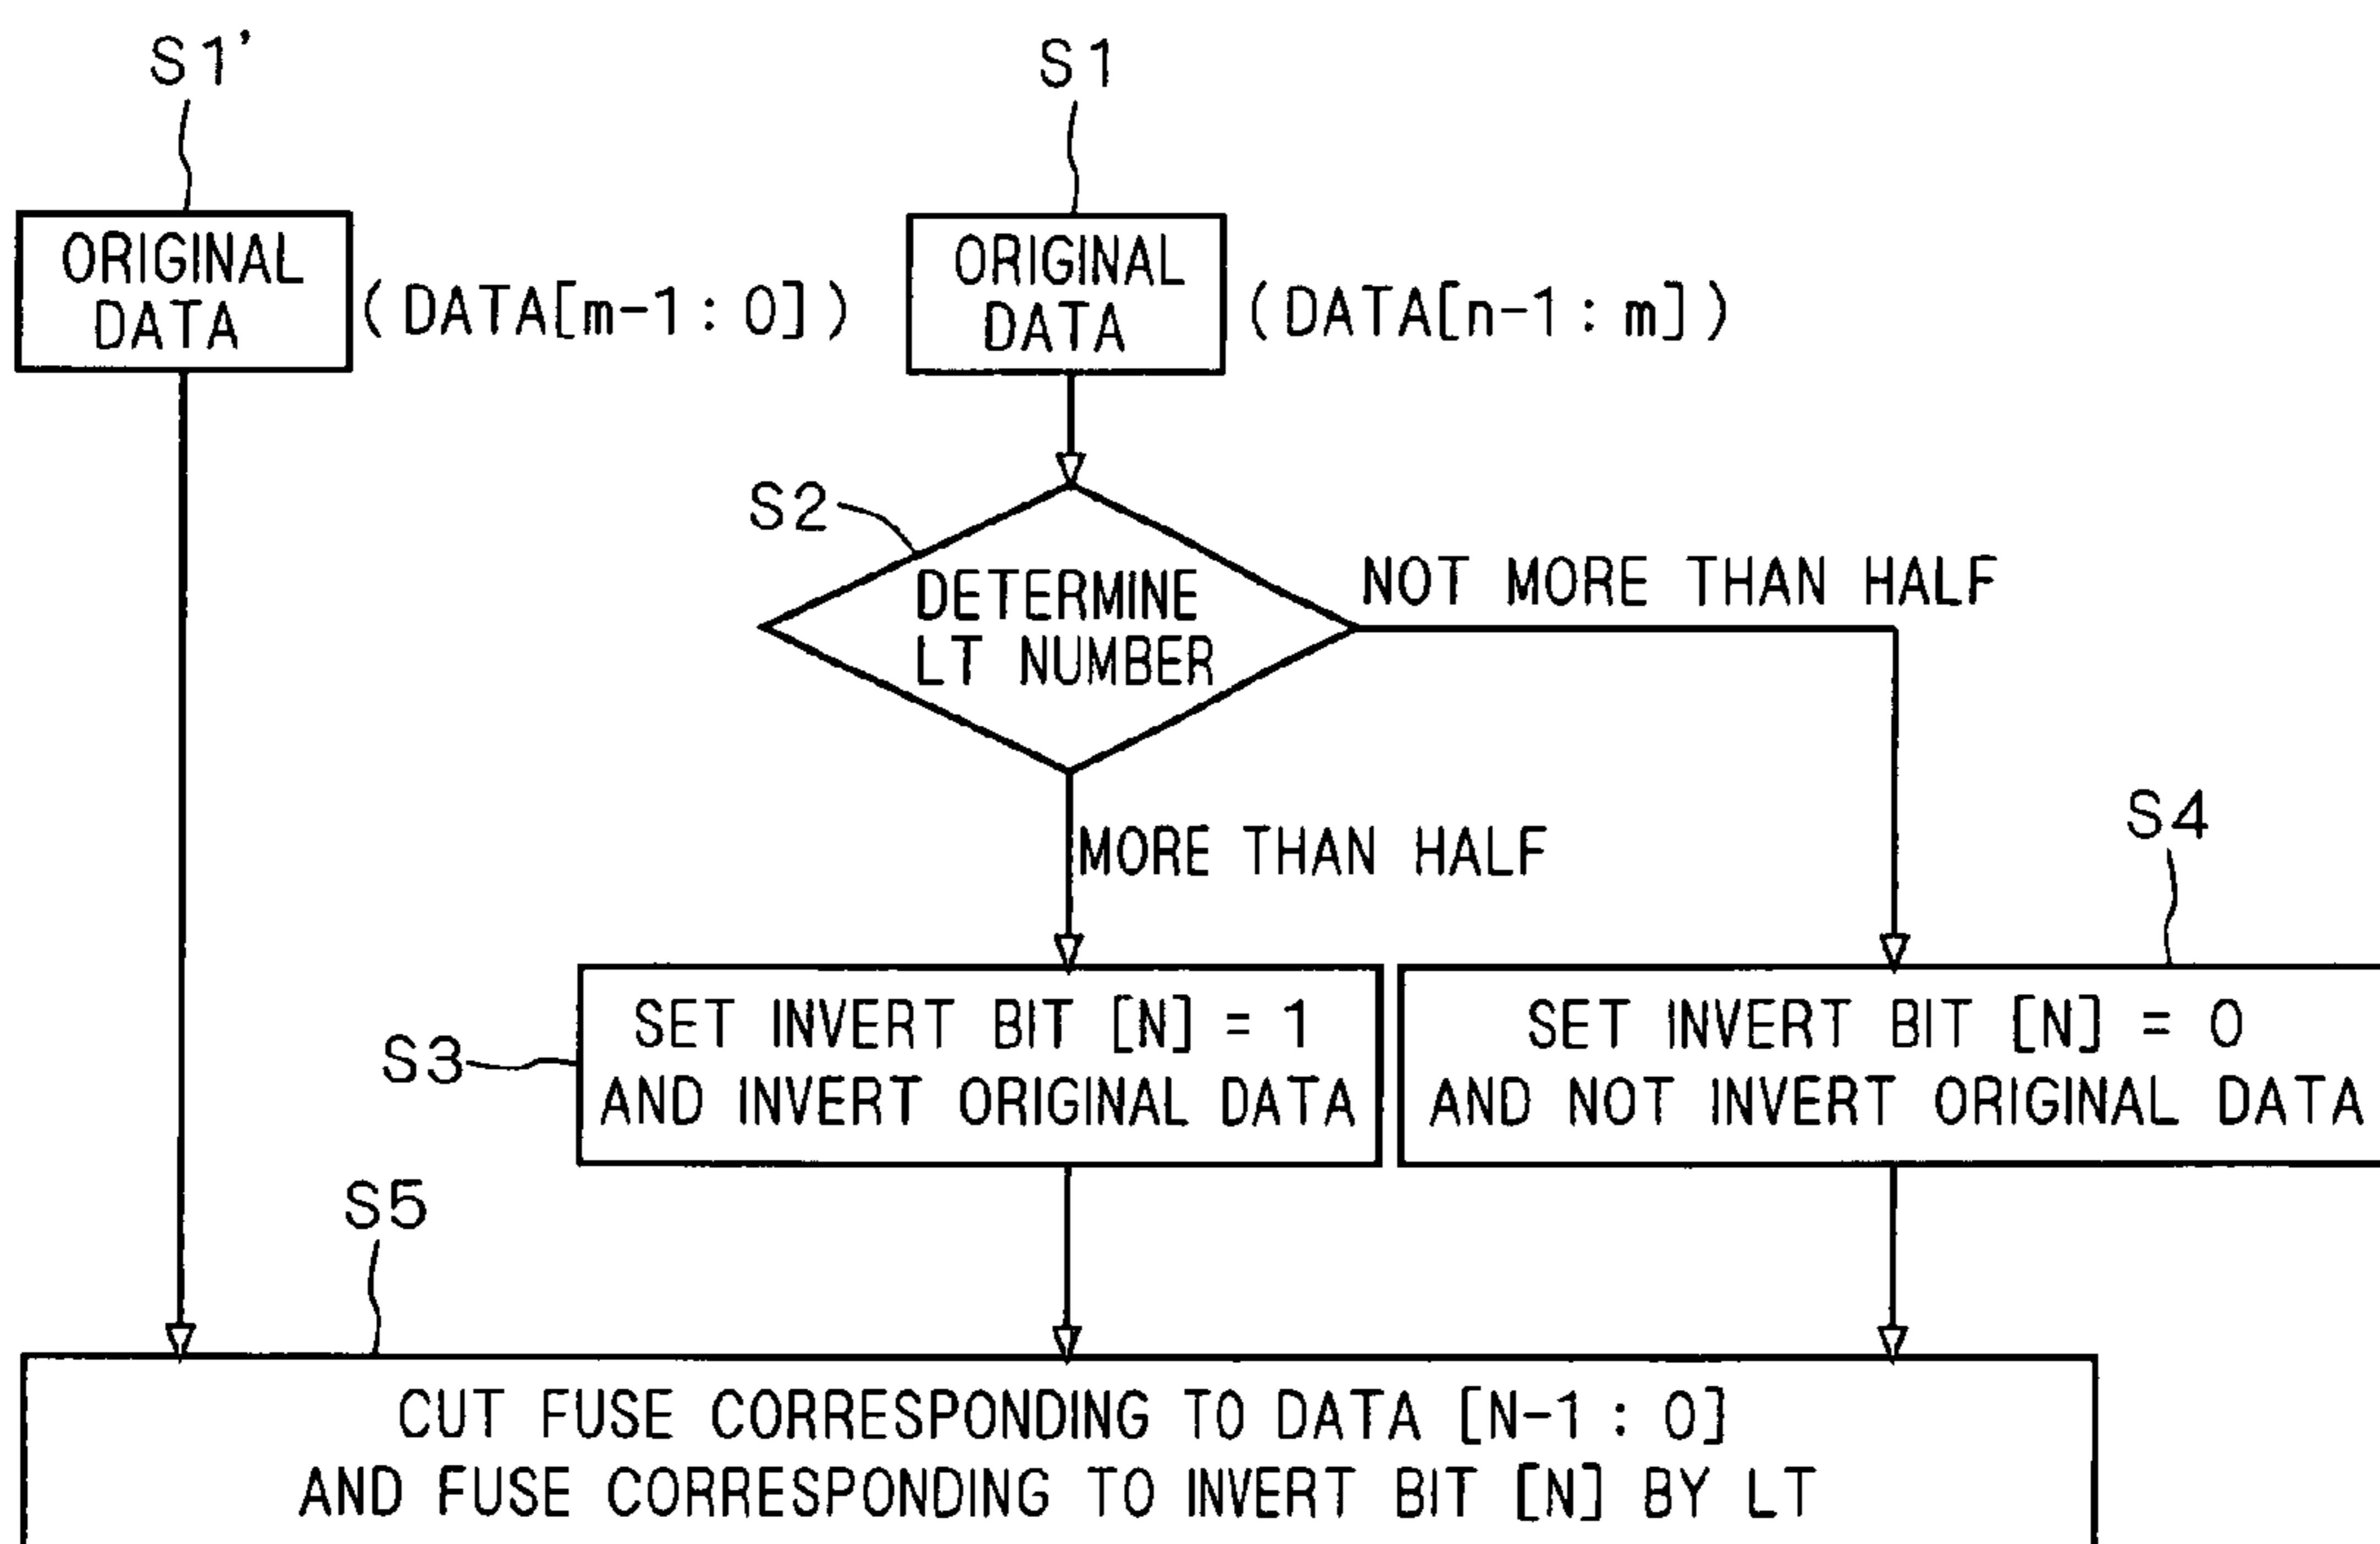 S1' S1
ORIGINAL
DATA
(DATA[m-1:0])
ORIGINAL
DATA
(DATA[n-1:m])
S2
DETERMINE
LT NUMBER
NOT MORE THAN HALF
MORE THAN HALF
S4
S3
SET INVERT BIT [N] = 1
AND INVERT ORIGINAL DATA
SET INVERT BIT [N] = 0
AND NOT INVERT ORIGINAL DATA
S5
CUT FUSE CORRESPONDING TO DATA [N-1:0]
AND FUSE CORRESPONDING TO INVERT BIT [N] BY LT